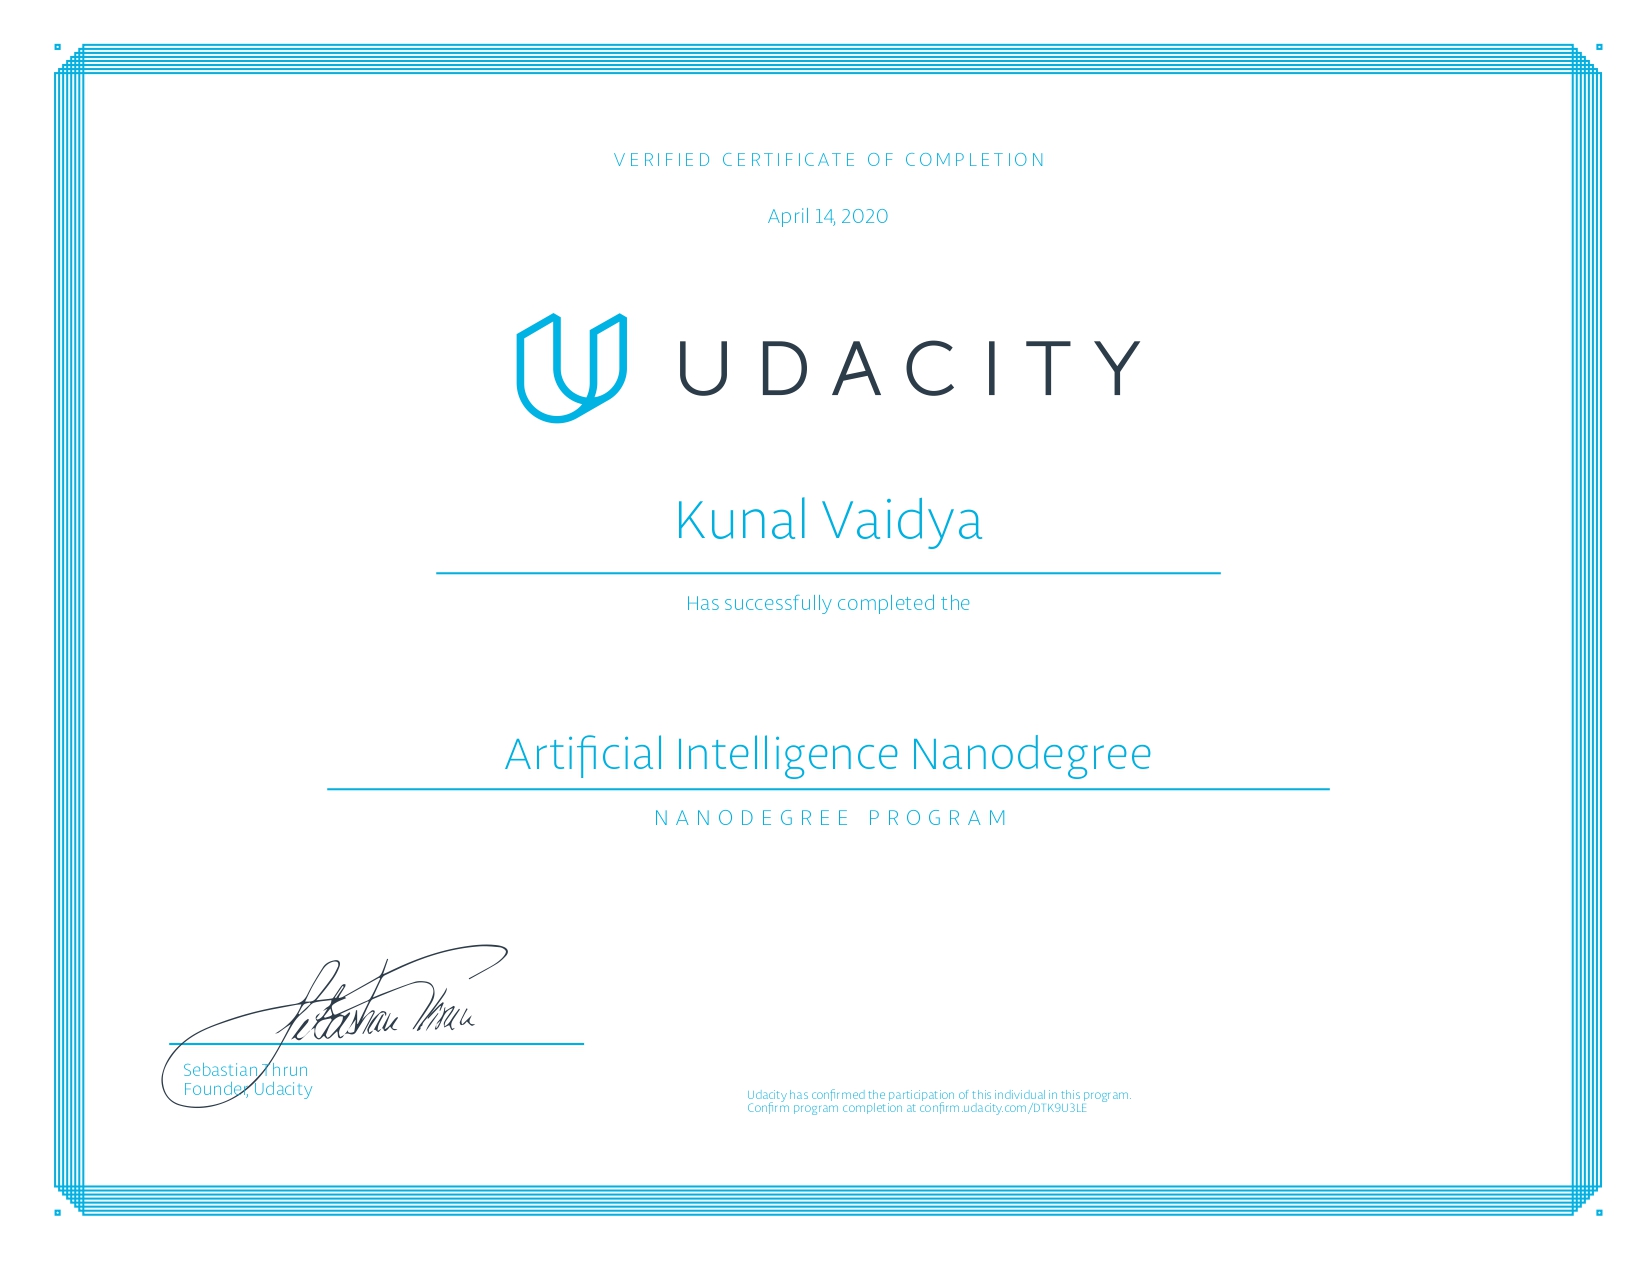 VERIFIED CERTIFICATE OF COMPLETION
April 14, 2020
UDACITY
Kunal Vaidya
Has successfully completed the
Artificial Intelligence Nanodegree
NANODEGREE PROGRAM
Sebastian Thrun
Sebastian Thrun
Founder, Udacity
Udacity has confirmed the participation of this individual in this program.
Confirm program completion at confirm.udacity.com/DTK9U3LE